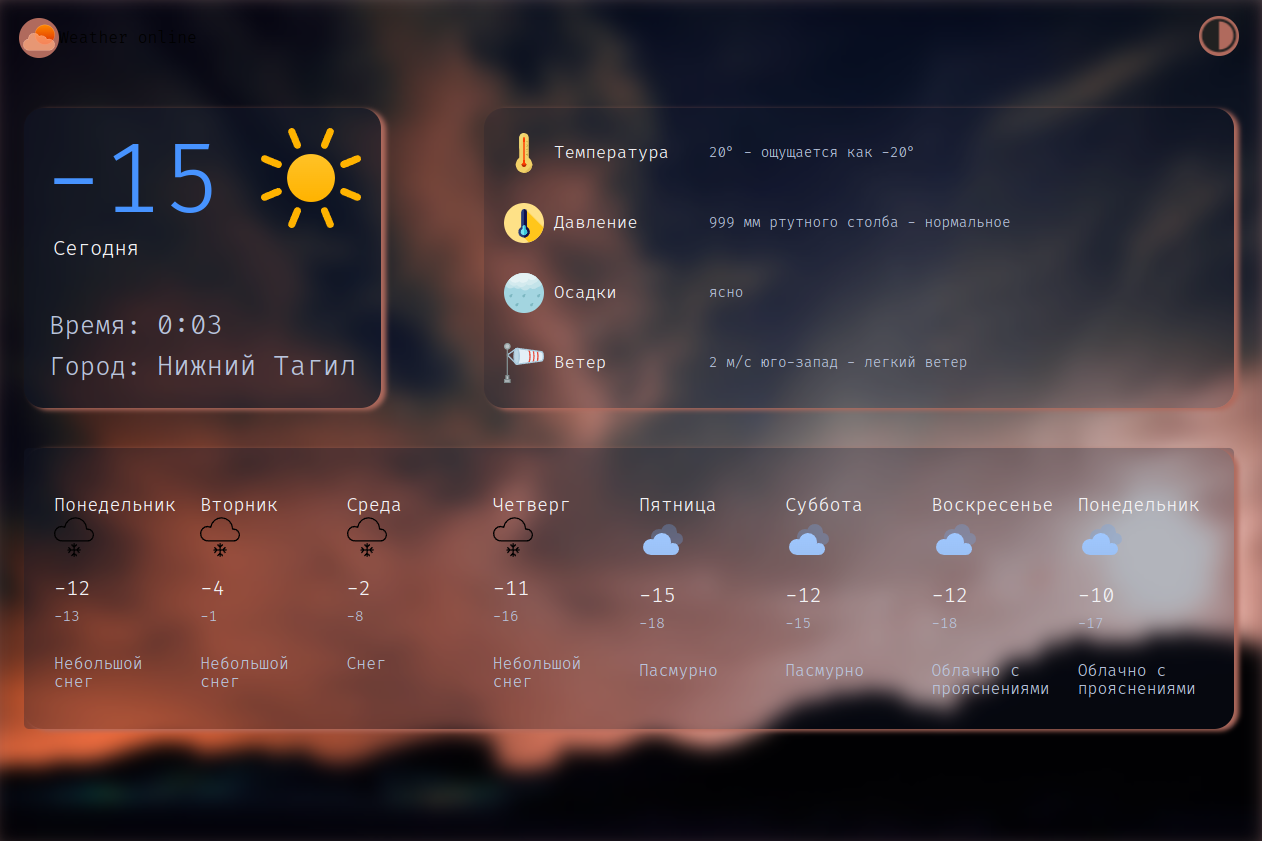 Weather online
-15
Сегодня
Время: 0:03
Город: Нижний Тагил
Температура 20° - ощущается как -20°
Давление 999 мм ртутного столба - нормальное
Осадки ясно
Ветер 2 м/с юго-запад - легкий ветер
Понедельник Вторник Среда Четверг Пятница Суббота Воскресенье Понедельник
-12 -4 -2 -11 -15 -12 -12 -10
-13 -1 -8 -16 -18 -15 -18 -17
Небольшой Небольшой Снег Небольшой Пасмурно Пасмурно Облачно с Облачно с
снег снег снег прояснениями прояснениями